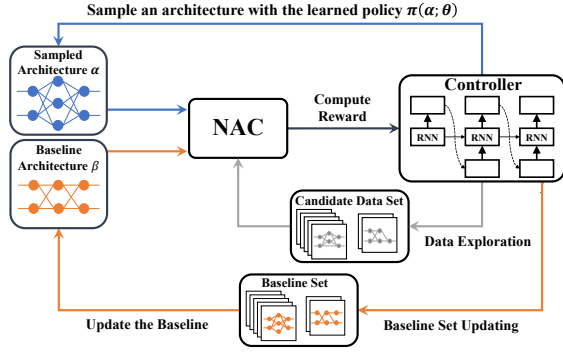 Sample an architecture with the learned policy π(α; θ)
Sampled
Architecture α
Controller
NAC
Compute
Reward
RNN
RNN
RNN
Baseline
Architecture β
Candidate Data Set
Data Exploration
Baseline Set
Update the Baseline
Baseline Set Updating